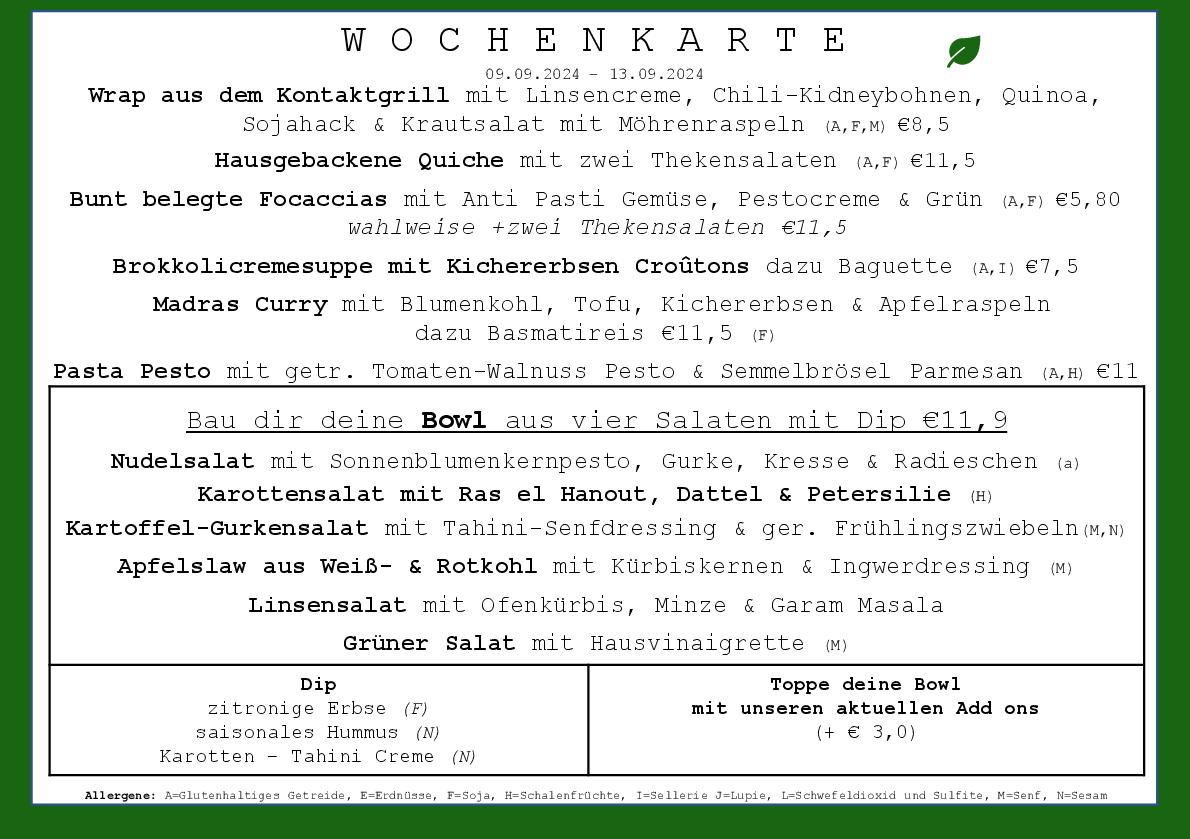 WOCHENKARTE
09.09.2024 – 13.09.2024
Wrap aus dem Kontaktgrill mit Linsencreme, Chili-Kidneybohnen, Quinoa,
Sojahack & Krautsalat mit Möhrenraspeln (A,F,M) €8,5
Hausgebackene Quiche mit zwei Thekensalaten (A,F) €11,5
Bunt belegte Focaccias mit Anti Pasti Gemüse, Pestocreme & Grün (A,F) €5,80
wahlweise +zwei Thekensalaten €11,5
Brokkolicremesuppe mit Kichererbsen Croûtons dazu Baguette (A,I) €7,5
Madras Curry mit Blumenkohl, Tofu, Kichererbsen & Apfelraspeln
dazu Basmatireis €11,5 (F)
Pasta Pesto mit getr. Tomaten-Walnuss Pesto & Semmelbrösel Parmesan (A,H) €11
Bau dir deine Bowl aus vier Salaten mit Dip €11,9
Nudelsalat mit Sonnenblumenkernpesto, Gurke, Kresse & Radieschen (a)
Karottensalat mit Ras el Hanout, Dattel & Petersilie (H)
Kartoffel-Gurkensalat mit Tahini-Senfdressing & ger. Frühlingszwiebeln(M,N)
Apfelslaw aus Weiß- & Rotkohl mit Kürbiskernen & Ingwerdressing (M)
Linsensalat mit Ofenkürbis, Minze & Garam Masala
Grüner Salat mit Hausvinaigrette (M)
Dip
zitronige Erbse (F)
saisonales Hummus (N)
Karotten – Tahini Creme (N)
Toppe deine Bowl
mit unseren aktuellen Add ons
(+ € 3,0)
Allergene: A=Glutenhaltiges Getreide, E=Erdnüsse, F=Soja, H=Schalenfrüchte, I=Sellerie J=Lupie, L=Schwefeldioxid und Sulfite, M=Senf, N=Sesam